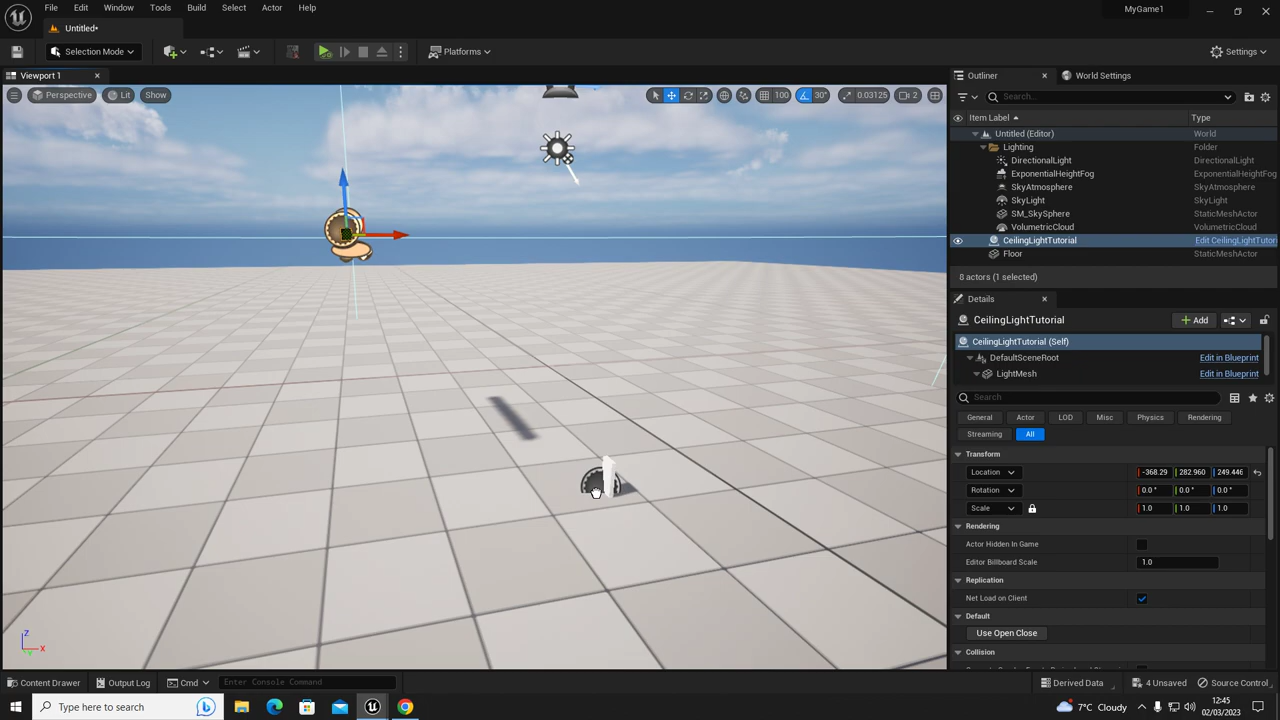 File Edit Window Tools Build Select Actor Help
MyGame1
Untitled*
Selection Mode
Platforms
Settings
Viewport 1
Perspective Lit Show
100 30° 0.03125 2
Outliner World Settings
Search...
Item Label Type
Untitled (Editor) World
Lighting Folder
DirectionalLight DirectionalLight
ExponentialHeightFog ExponentialHeightFog
SkyAtmosphere SkyAtmosphere
SkyLight SkyLight
SM_SkySphere StaticMeshActor
VolumetricCloud VolumetricCloud
CeilingLightTutorial Edit CeilingLightTutori
Floor StaticMeshActor
8 actors (1 selected)
Details
CeilingLightTutorial
Add
CeilingLightTutorial (Self)
DefaultSceneRoot Edit in Blueprint
LightMesh Edit in Blueprint
Search
General Actor LOD Misc Physics Rendering
Streaming All
Transform
Location -368.29 282.960 249.446
Rotation 0.0 ° 0.0 ° 0.0 °
Scale 1.0 1.0 1.0
Rendering
Actor Hidden In Game
Editor Billboard Scale 1.0
Replication
Net Load on Client
Default
Use Open Close
Collision
Z
X
Content Drawer Output Log Cmd Enter Console Command
Derived Data 4 Unsaved Source Control
Type here to search
7°C Cloudy
12:45
02/03/2023